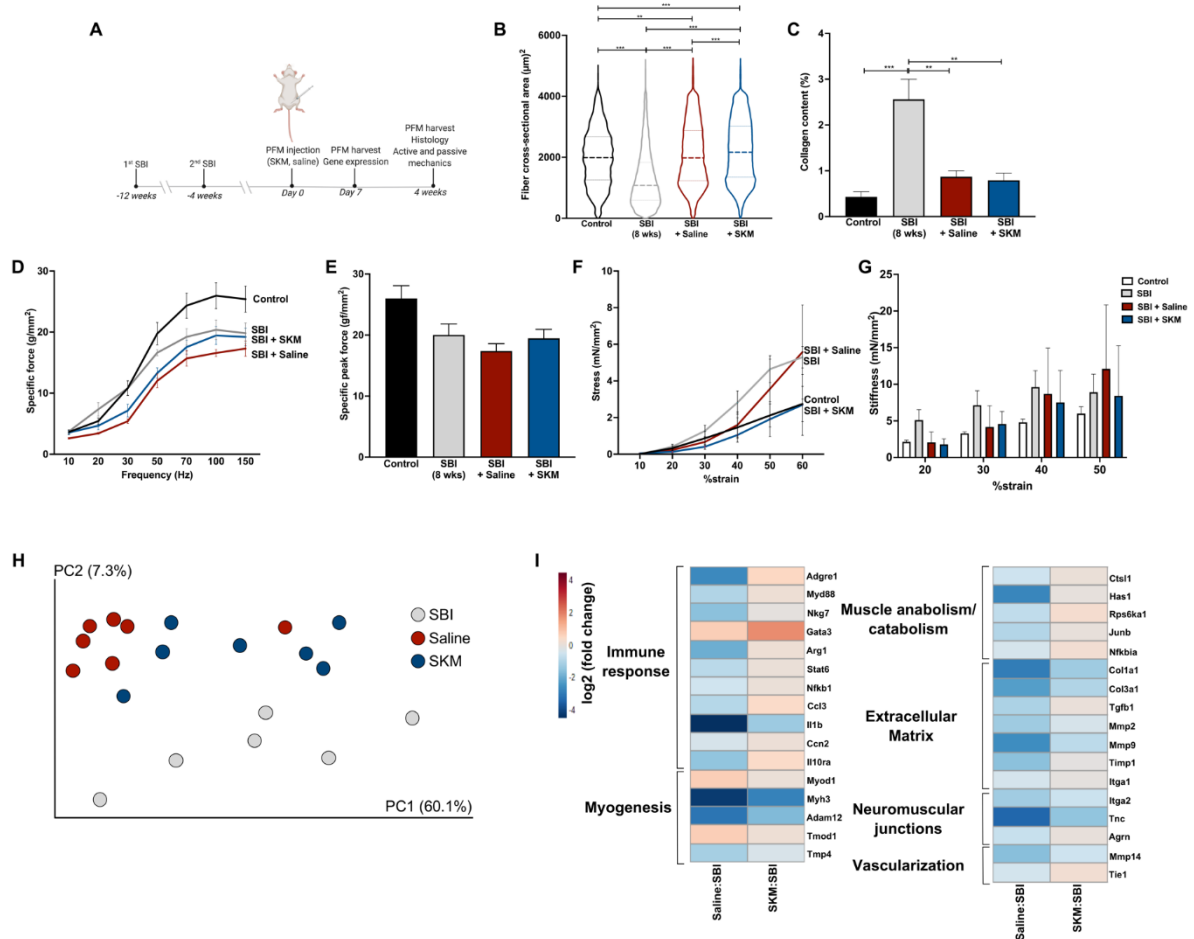 A
1st SBI
-12 weeks
2nd SBI
-4 weeks
PFM injection
(SKM, saline)
Day 0
PFM harvest
Gene expression
Day 7
PFM harvest
Histology
Active and passive
mechanics
4 weeks
B
Fiber cross-sectional area (μm)2
6000
4000
2000
0
***
**
***
***
***
***
Control
SBI
(8 wks)
SBI
+ Saline
SBI
+ SKM
C
Collagen content (%)
4
3
2
1
0
**
***
**
Control
SBI
(8 wks)
SBI
+ Saline
SBI
+ SKM
D
Specific force (gf/mm2)
30
20
10
0
10 20 30 50 70 100 150
Frequency (Hz)
Control
SBI
SBI + SKM
SBI + Saline
E
Specific peak force (gf/mm2)
30
20
10
0
Control
SBI
(8 wks)
SBI
+ Saline
SBI
+ SKM
F
Stress (mN/mm2)
10
8
6
4
2
0
10 20 30 40 50 60
%strain
SBI + Saline
SBI
Control
SBI + SKM
G
Stiffness (mN/mm2)
25
20
15
10
5
0
20 30 40 50
%strain
Control
SBI
SBI + Saline
SBI + SKM
H
PC2 (7.3%)
PC1 (60.1%)
SBI
Saline
SKM
I
log2 (fold change)
4
2
0
-2
-4
Immune
response
Adgre1
Myd88
Nkg7
Gata3
Arg1
Stat6
Nfkb1
Ccl3
Il1b
Ccn2
Il10ra
Myogenesis
Myod1
Myh3
Adam12
Tmod1
Tmp4
Saline:SBI
SKM:SBI
Muscle anabolism/
catabolism
Ctsl1
Has1
Rps6ka1
Junb
Nfkbia
Extracellular
Matrix
Col1a1
Col3a1
Tgfb1
Mmp2
Mmp9
Timp1
Itga1
Neuromuscular
junctions
Itga2
Tnc
Agrn
Vascularization
Mmp14
Tie1
Saline:SBI
SKM:SBI